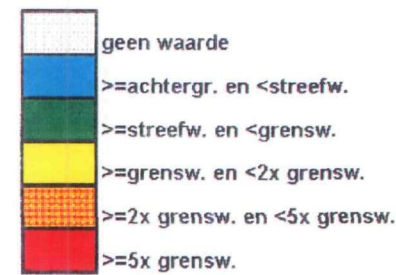 geen waarde
>=achtergr. en <streefw.
>=streefw. en <grensw.
>=grensw. en <2x grensw.
>=2x grensw. en <5x grensw.
>=5x grensw.